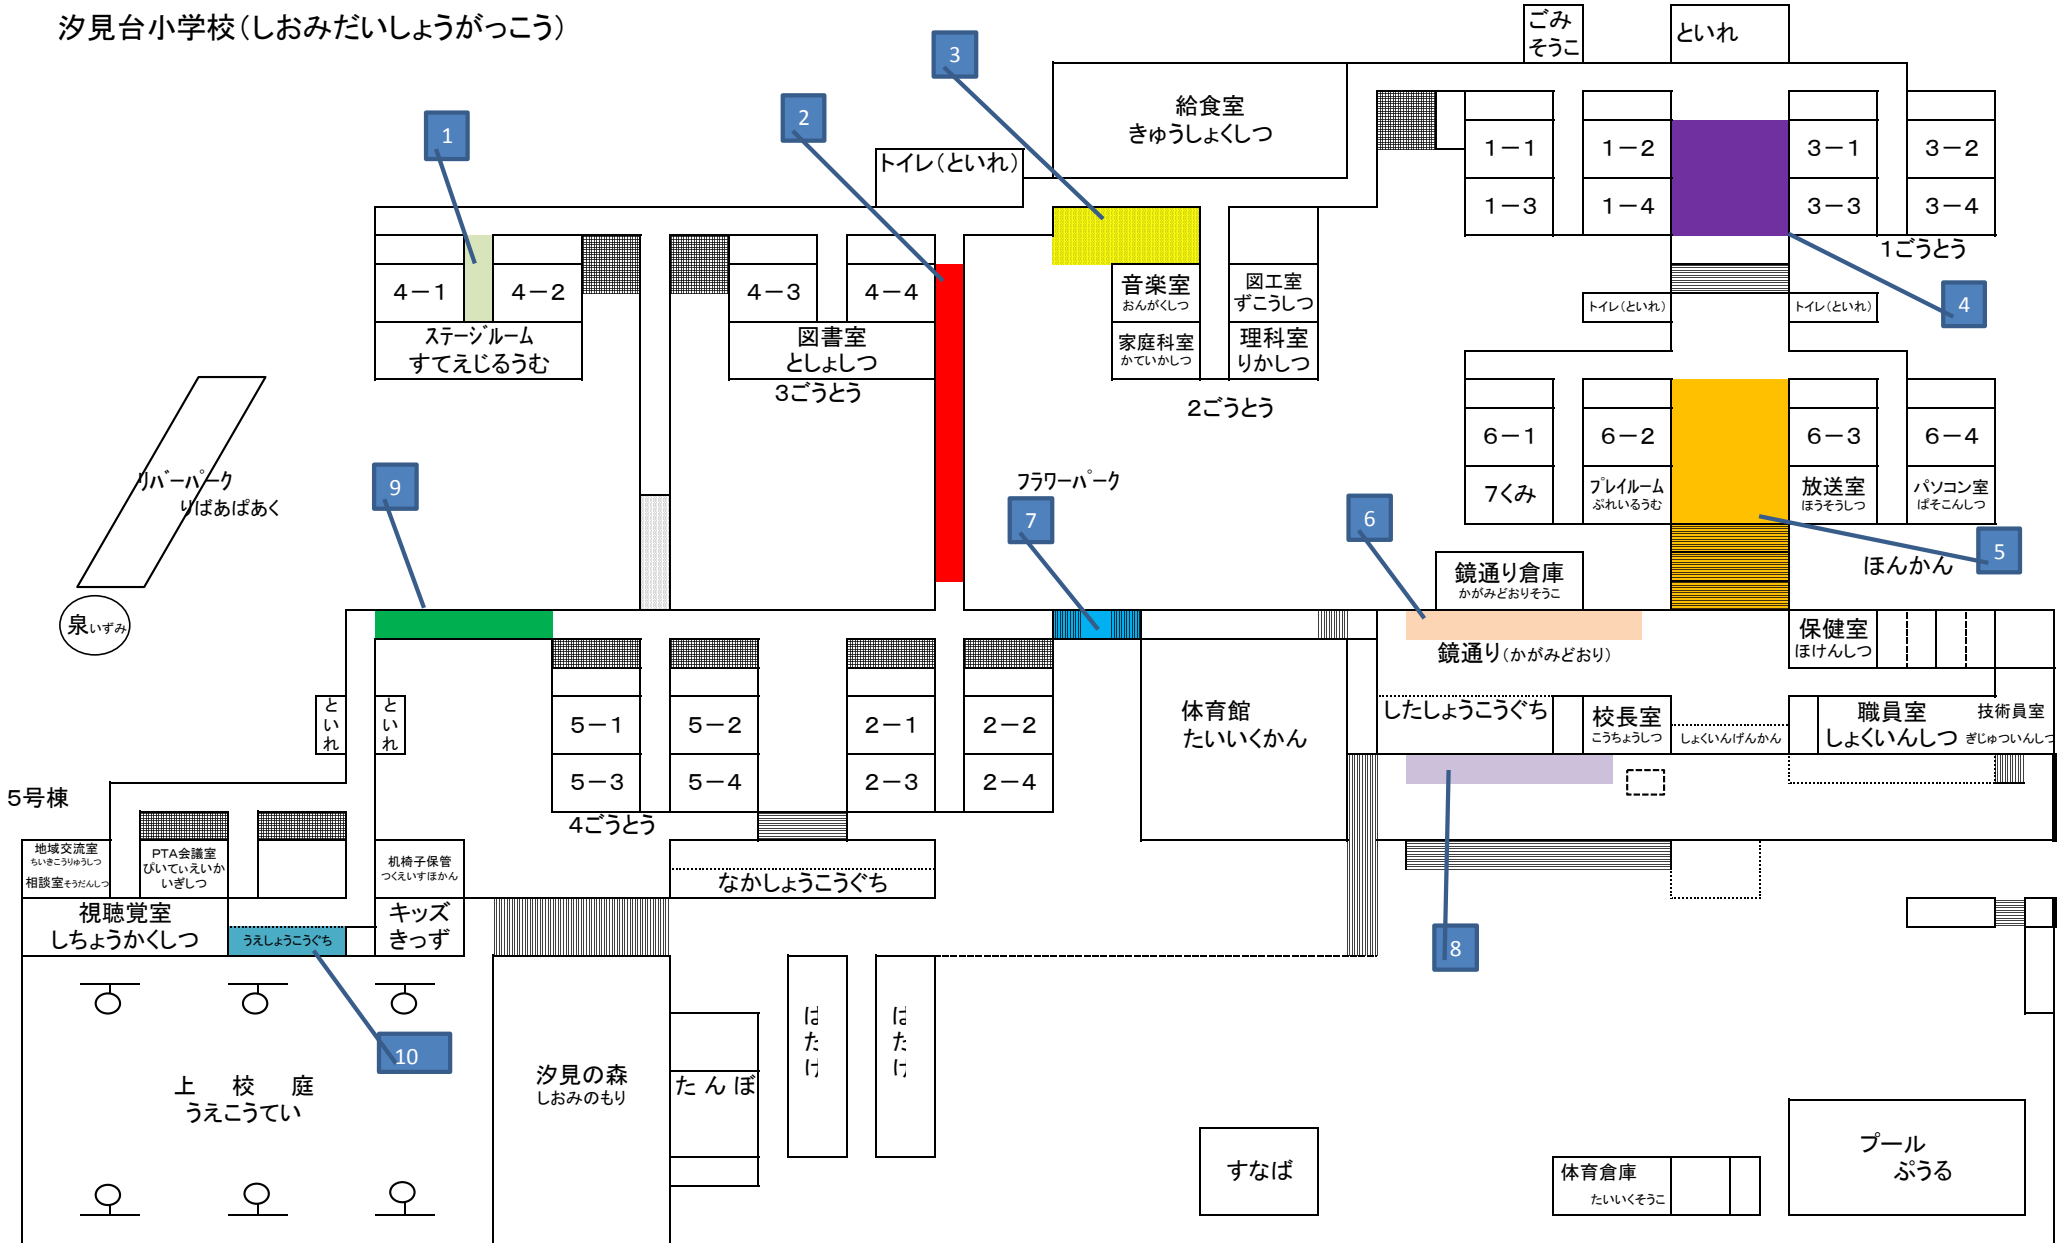 汐見台小学校(しおみだいしょうがっこう)
ごみ
そうこ
といれ
3
2
1
給食室
きゅうしょくしつ
トイレ(といれ)
1-1
1-2
3-1
3-2
1-3
1-4
3-3
3-4
1ごうとう
4-1
4-2
4-3
4-4
音楽室
おんがくしつ
図工室
ずこうしつ
4
トイレ(といれ)
トイレ(といれ)
ステージルーム
すてえじるうむ
図書室
としょしつ
家庭科室
かていかしつ
理科室
りかしつ
3ごうとう
2ごうとう
6-1
6-2
6-3
6-4
リバーパーク
りばあぱあく
9
フラワーパーク
7くみ
プレイルーム
ぷれいるうむ
放送室
ほうそうしつ
パソコン室
ぱそこんしつ
7
6
5
ほんかん
鏡通り倉庫
かがみどおりそうこ
泉いずみ
鏡通り(かがみどおり)
保健室
ほけんしつ
といれ
といれ
5-1
5-2
2-1
2-2
体育館
たいいくかん
したしょうこうぐち
校長室
こうちょうしつ
しょくいんげんかん
職員室
しょくいんしつ
技術員室
ぎじゅついんしつ
5-3
5-4
2-3
2-4
5号棟
4ごうとう
地域交流室
ちいきこうりゅうしつ
相談室そうだんしつ
PTA会議室
ぴいてぃえいか
いぎしつ
机椅子保管
つくえいすほかん
なかしょうこうぐち
視聴覚室
しちょうかくしつ
うえしょうこうぐち
キッズ
きっず
8
10
上 校 庭
うえこうてい
汐見の森
しおみのもり
たんぼ
はたけ
はたけ
すなば
体育倉庫
たいいくそうこ
プール
ぷうる